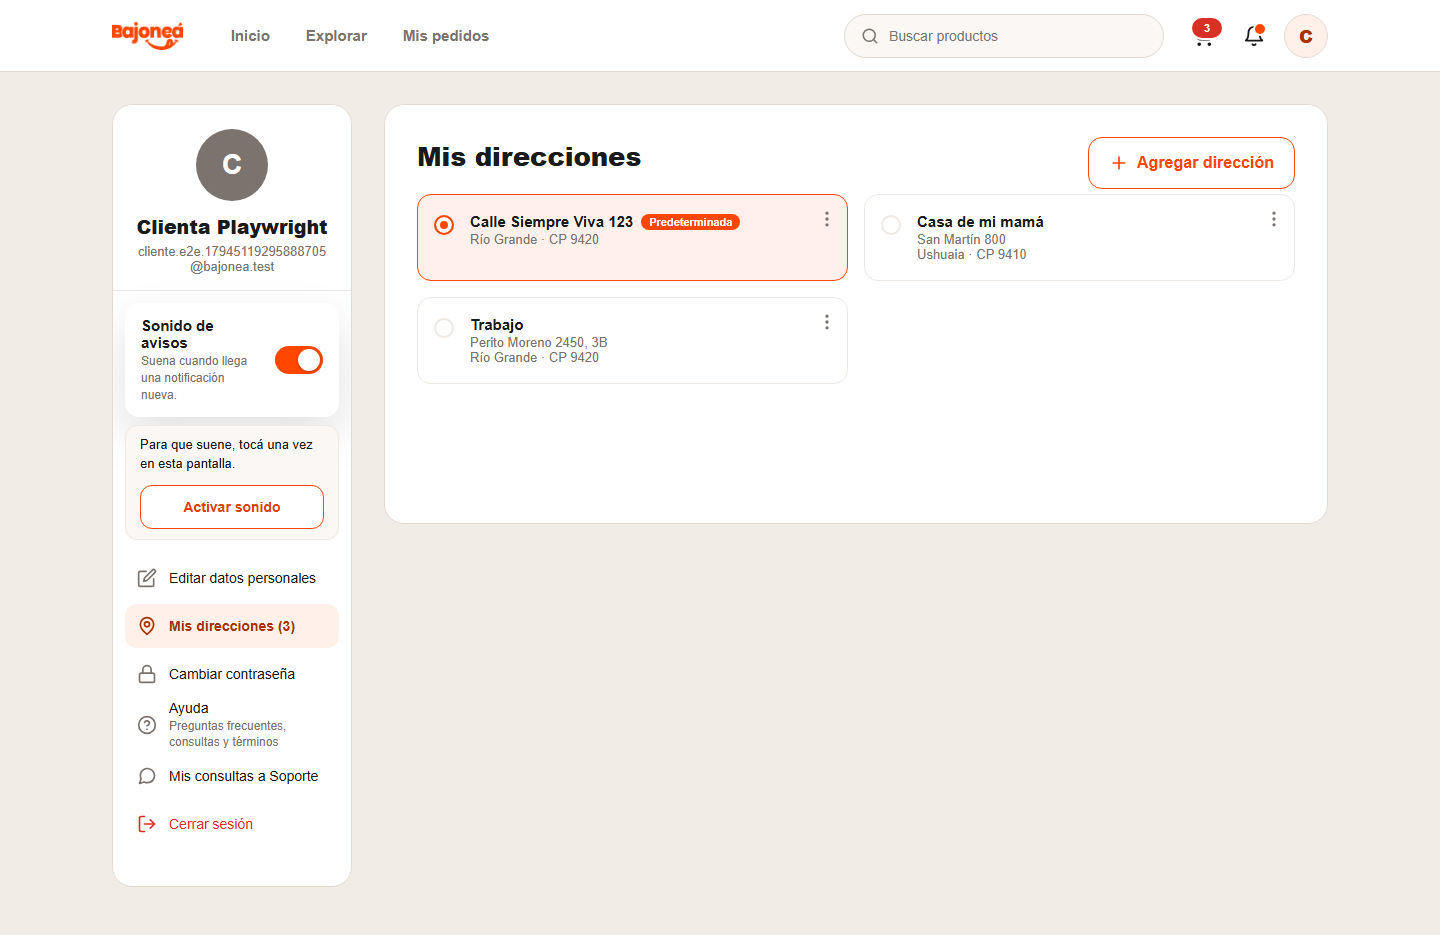 Bajoneá
Inicio
Explorar
Mis pedidos
Buscar productos
3
C
C
Clienta Playwright
cliente.e2e.17945119295888705
@bajonea.test
Sonido de
avisos
Suena cuando llega
una notificación
nueva.
Para que suene, tocá una vez
en esta pantalla.
Activar sonido
Editar datos personales
Mis direcciones (3)
Cambiar contraseña
Ayuda
Preguntas frecuentes,
consultas y términos
Mis consultas a Soporte
Cerrar sesión
Mis direcciones
Agregar dirección
Calle Siempre Viva 123 Predeterminada
Río Grande · CP 9420
Casa de mi mamá
San Martín 800
Ushuaia · CP 9410
Trabajo
Perito Moreno 2450, 3B
Río Grande · CP 9420